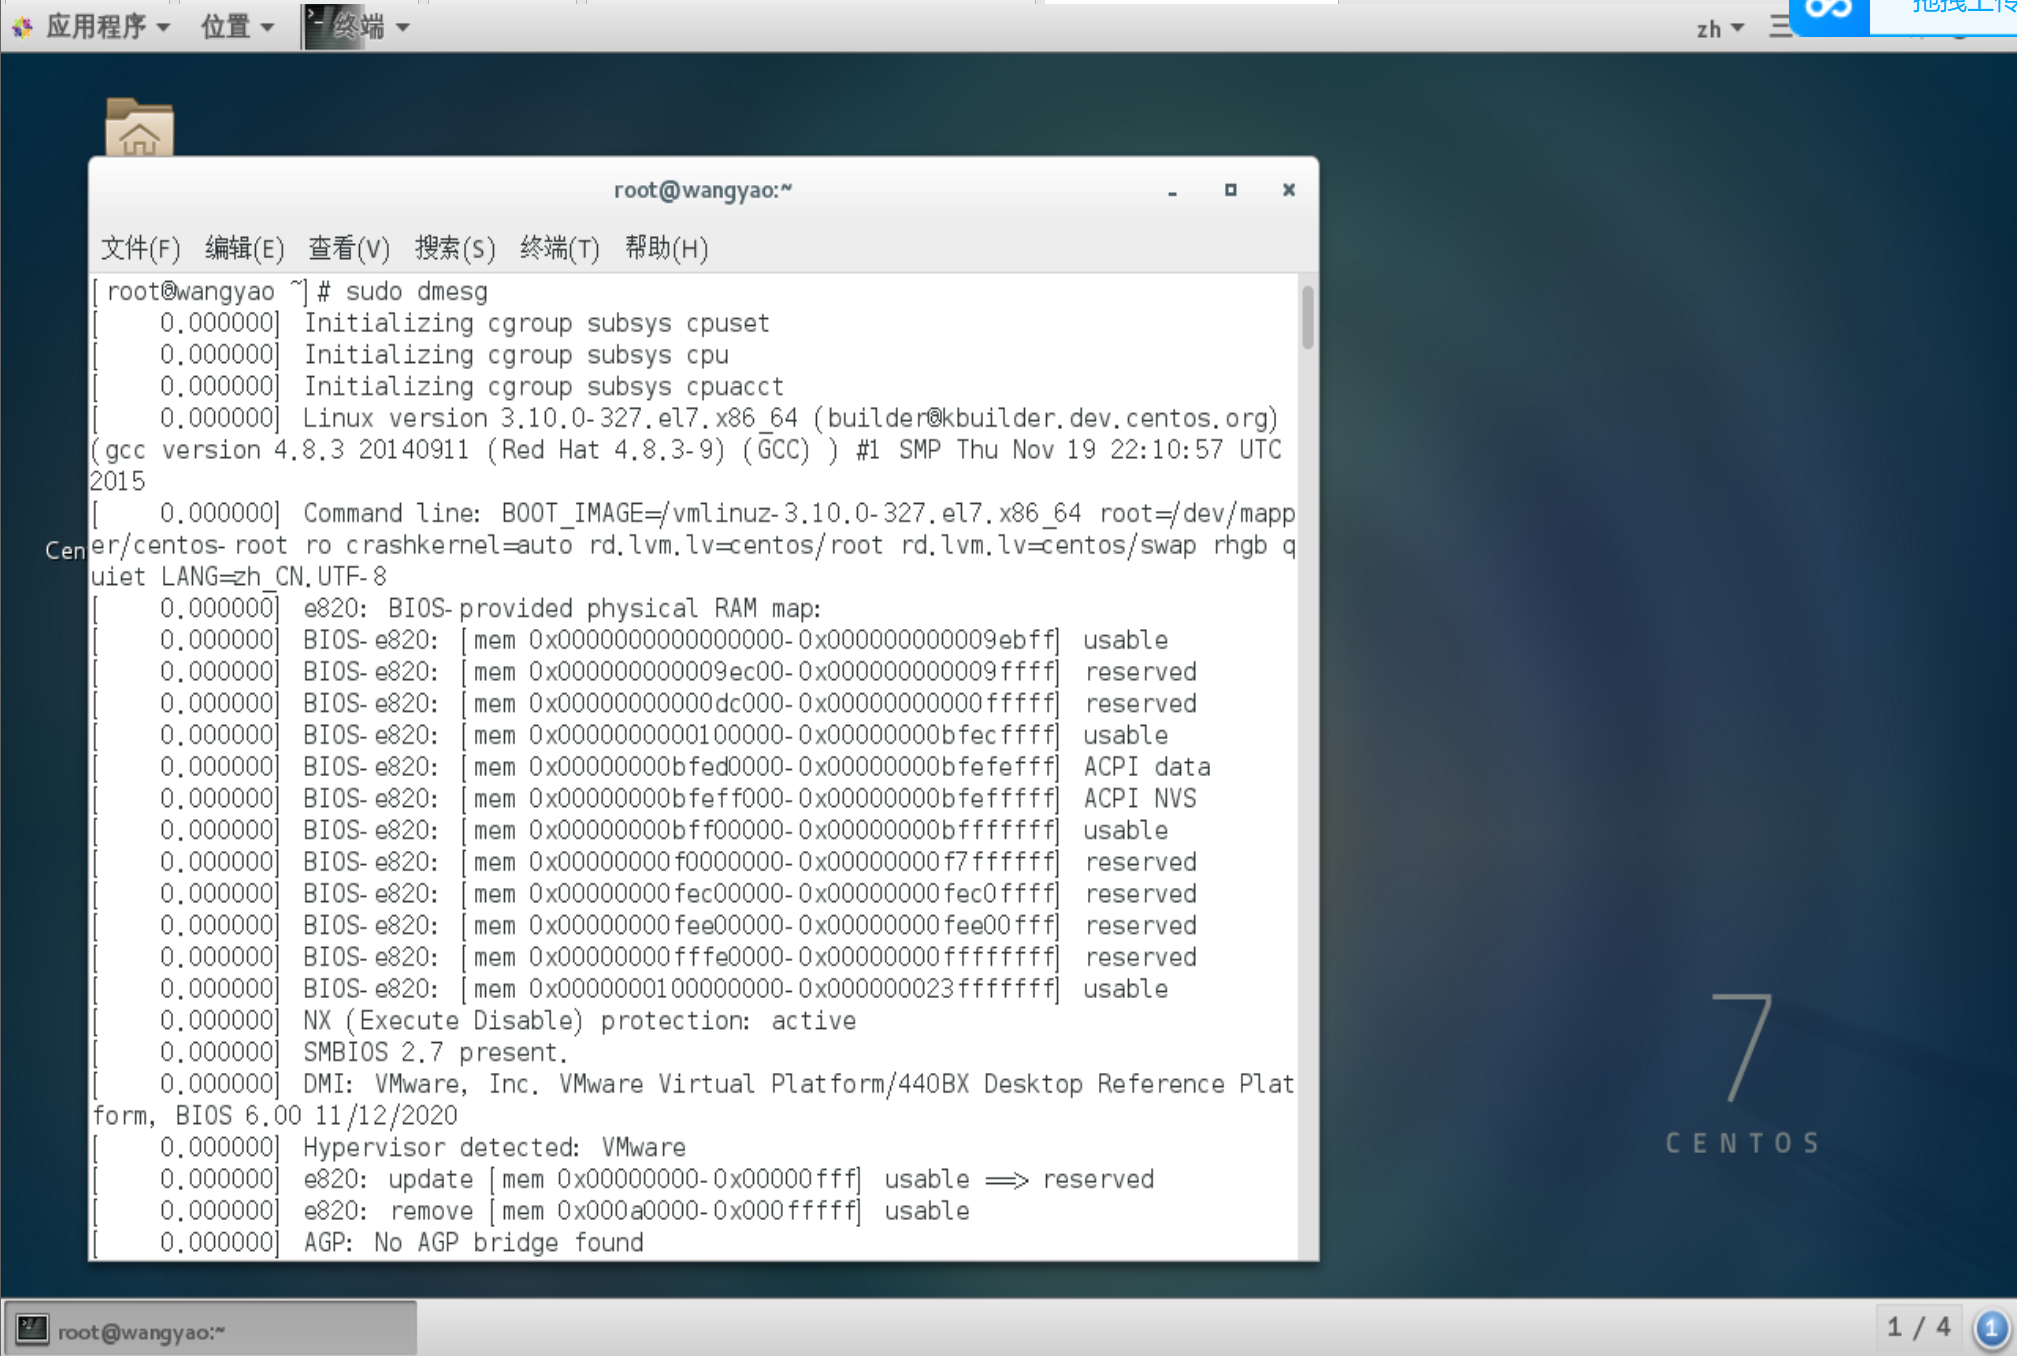 应用程序 位置 终端 zh 三
拖拽上传
root@wangyao:~
文件(F) 编辑(E) 查看(V) 搜索(S) 终端(T) 帮助(H)
[root@wangyao ~]# sudo dmesg
[    0.000000] Initializing cgroup subsys cpuset
[    0.000000] Initializing cgroup subsys cpu
[    0.000000] Initializing cgroup subsys cpuacct
[    0.000000] Linux version 3.10.0-327.el7.x86_64 (builder@kbuilder.dev.centos.org)
(gcc version 4.8.3 20140911 (Red Hat 4.8.3-9) (GCC) ) #1 SMP Thu Nov 19 22:10:57 UTC
2015
[    0.000000] Command line: BOOT_IMAGE=/vmlinuz-3.10.0-327.el7.x86_64 root=/dev/mapp
er/centos-root ro crashkernel=auto rd.lvm.lv=centos/root rd.lvm.lv=centos/swap rhgb q
uiet LANG=zh_CN.UTF-8
[    0.000000] e820: BIOS-provided physical RAM map:
[    0.000000] BIOS-e820: [mem 0x0000000000000000-0x000000000009ebff] usable
[    0.000000] BIOS-e820: [mem 0x000000000009ec00-0x000000000009ffff] reserved
[    0.000000] BIOS-e820: [mem 0x00000000000dc000-0x00000000000fffff] reserved
[    0.000000] BIOS-e820: [mem 0x0000000000100000-0x00000000bfecffff] usable
[    0.000000] BIOS-e820: [mem 0x00000000bfed0000-0x00000000bfefefff] ACPI data
[    0.000000] BIOS-e820: [mem 0x00000000bfeff000-0x00000000bfefffff] ACPI NVS
[    0.000000] BIOS-e820: [mem 0x00000000bff00000-0x00000000bfffffff] usable
[    0.000000] BIOS-e820: [mem 0x00000000f0000000-0x00000000f7ffffff] reserved
[    0.000000] BIOS-e820: [mem 0x00000000fec00000-0x00000000fec0ffff] reserved
[    0.000000] BIOS-e820: [mem 0x00000000fee00000-0x00000000fee00fff] reserved
[    0.000000] BIOS-e820: [mem 0x00000000fffe0000-0x00000000ffffffff] reserved
[    0.000000] BIOS-e820: [mem 0x0000000100000000-0x000000023fffffff] usable
[    0.000000] NX (Execute Disable) protection: active
[    0.000000] SMBIOS 2.7 present.
[    0.000000] DMI: VMware, Inc. VMware Virtual Platform/440BX Desktop Reference Plat
form, BIOS 6.00 11/12/2020
[    0.000000] Hypervisor detected: VMware
[    0.000000] e820: update [mem 0x00000000-0x00000fff] usable ==> reserved
[    0.000000] e820: remove [mem 0x000a0000-0x000fffff] usable
[    0.000000] AGP: No AGP bridge found
Cen
7
CENTOS
root@wangyao:~
1 / 4
1